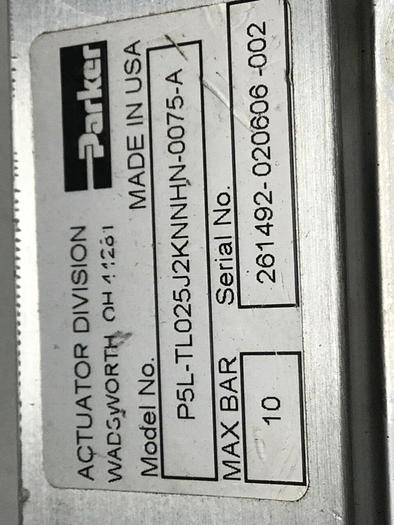 Parker
ACTUATOR DIVISION
WADSWORTH OH
MADE IN USA
Model No.
P5L-TL025J2KNNHN-0075-A
MAX BAR
10
Serial No.
261492-020606-002